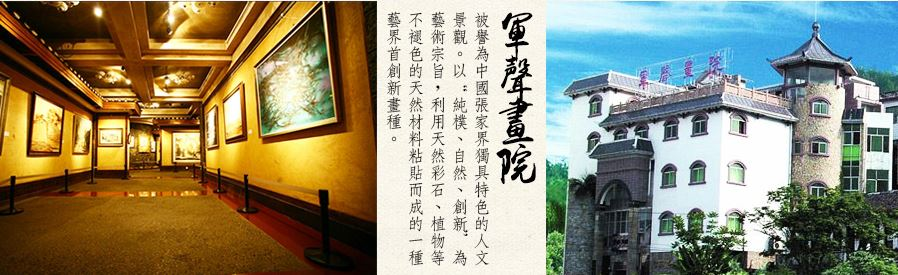 軍聲畫院
被譽為中國張家界獨具特色的人文
景觀。以“純樸、自然、創新”為
藝術宗旨，利用天然彩石、植物等
不褪色的天然材料粘貼而成的一種
藝界首創新畫種。
軍聲畫院